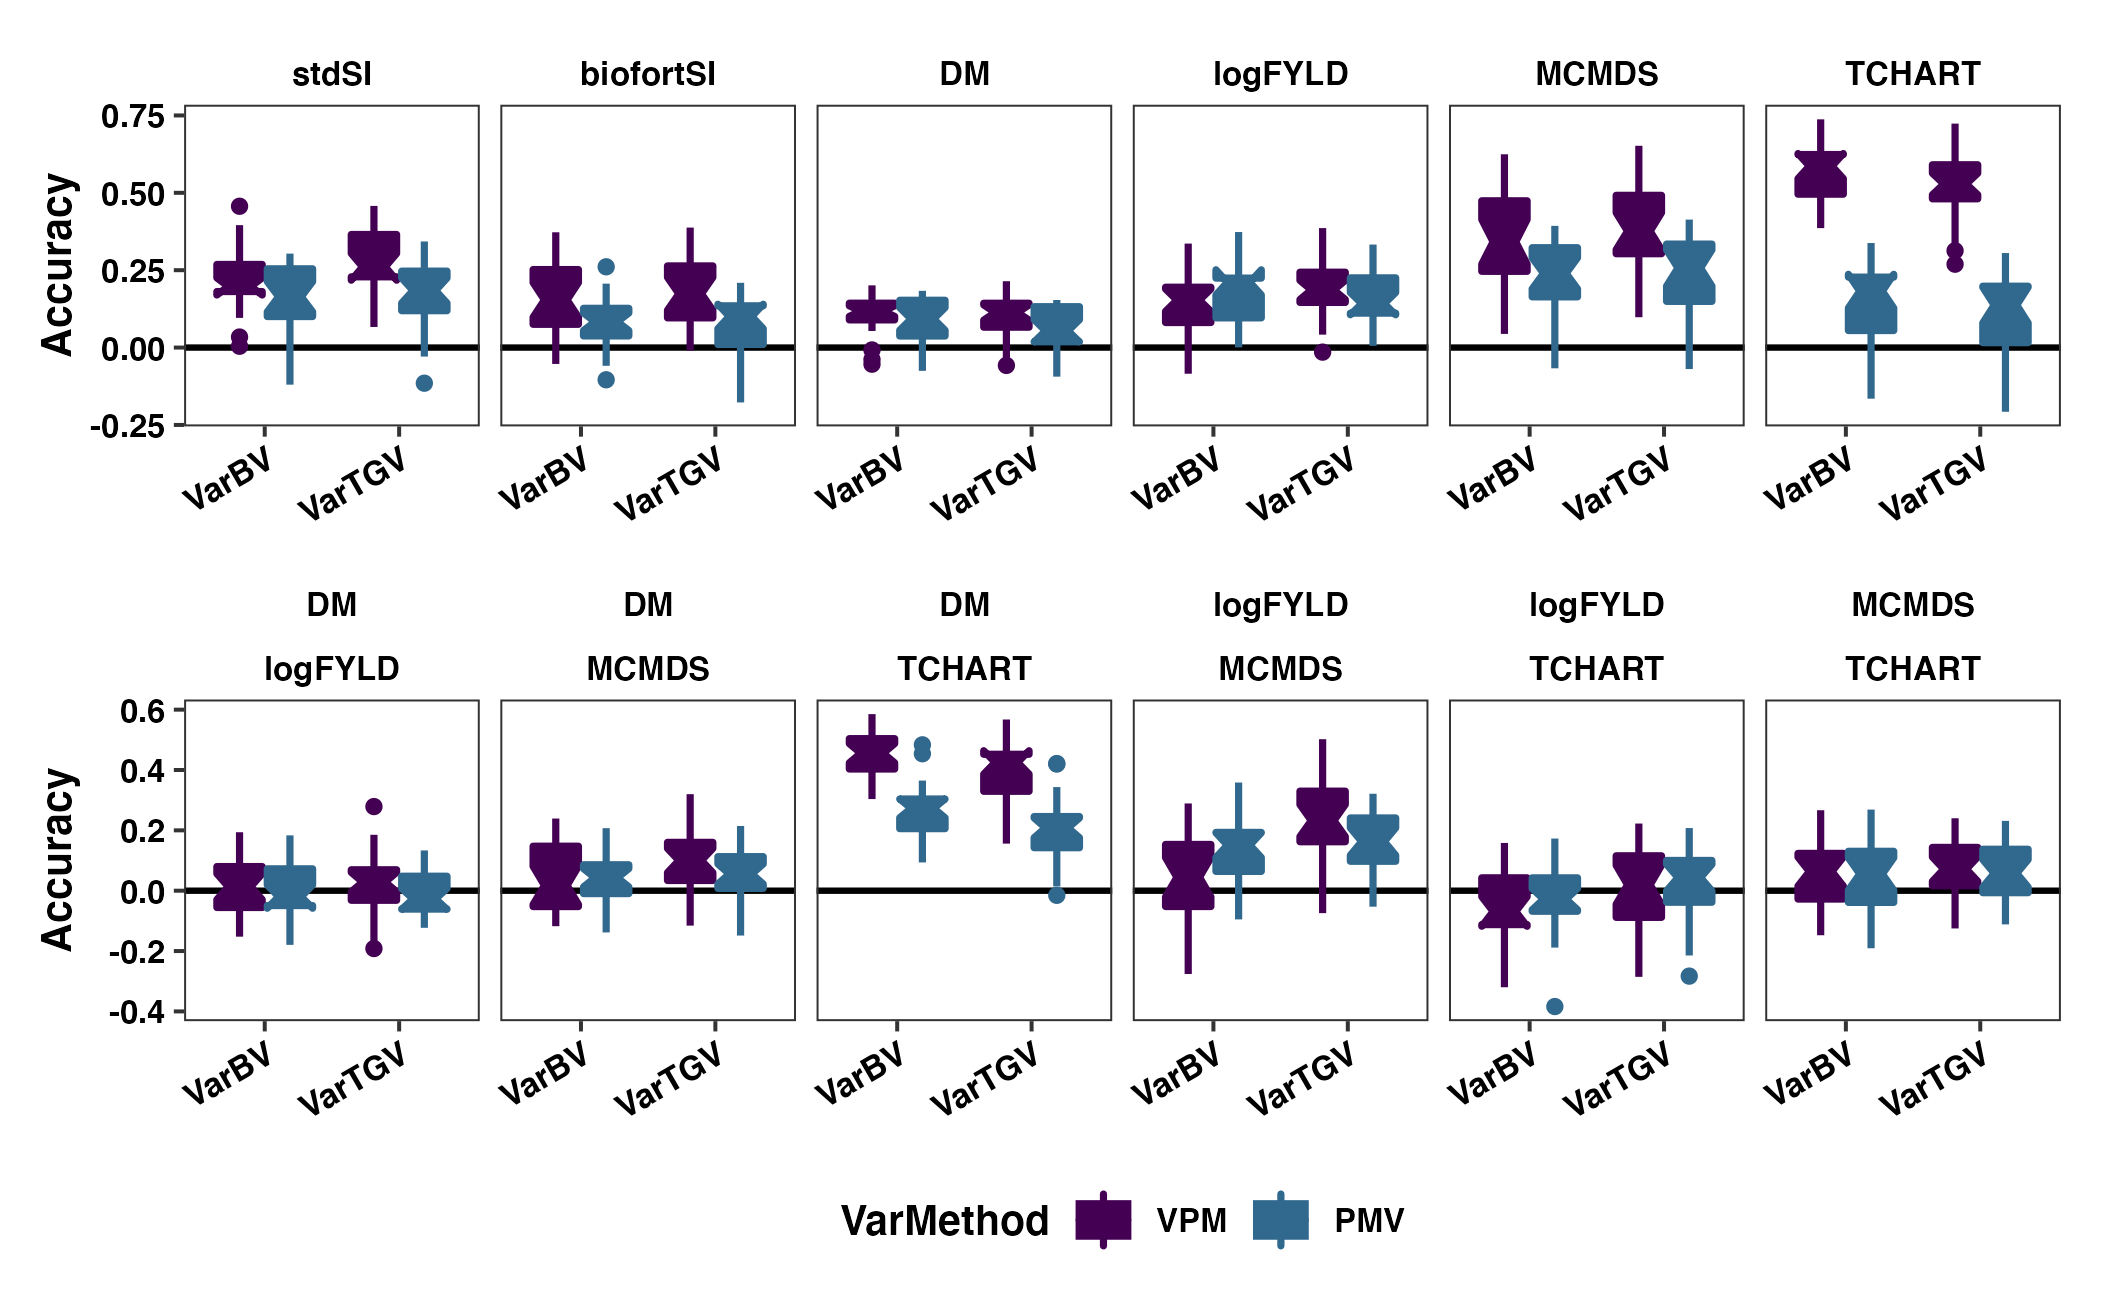 stdSI biofortSI DM logFYLD MCMDS TCHART
Accuracy
0.75
0.50
0.25
0.00
-0.25
VarBV VarTGV VarBV VarTGV VarBV VarTGV VarBV VarTGV VarBV VarTGV VarBV VarTGV
DM DM DM logFYLD logFYLD MCMDS
logFYLD MCMDS TCHART MCMDS TCHART TCHART
Accuracy
0.6
0.4
0.2
0.0
-0.2
-0.4
VarBV VarTGV VarBV VarTGV VarBV VarTGV VarBV VarTGV VarBV VarTGV VarBV VarTGV
VarMethod VPM PMV